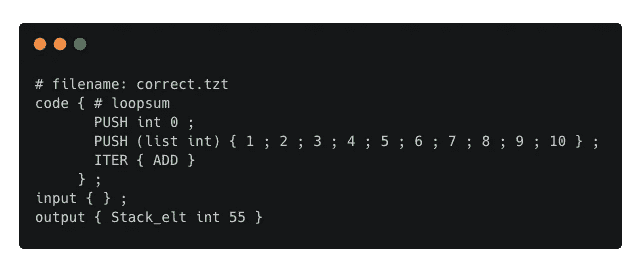 # filename: correct.tzt
code { # loopsum
       PUSH int 0 ;
       PUSH (list int) { 1 ; 2 ; 3 ; 4 ; 5 ; 6 ; 7 ; 8 ; 9 ; 10 } ;
       ITER { ADD }
     } ;
input { } ;
output { Stack_elt int 55 }